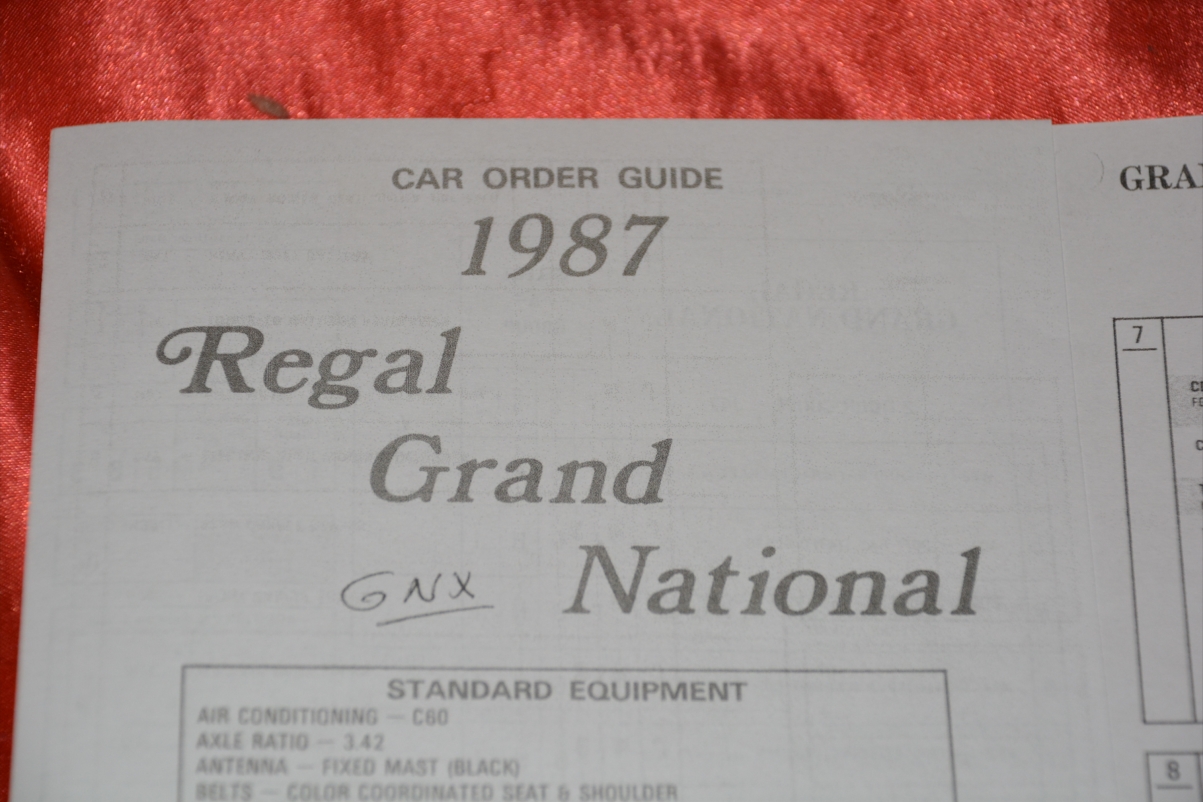 CAR ORDER GUIDE
1987
Regal
Grand
National
GNX
STANDARD EQUIPMENT
AIR CONDITIONING — C60
AXLE RATIO — 3.42
ANTENNA — FIXED MAST (BLACK)
BELTS — COLOR COORDINATED SEAT & SHOULDER
7
8